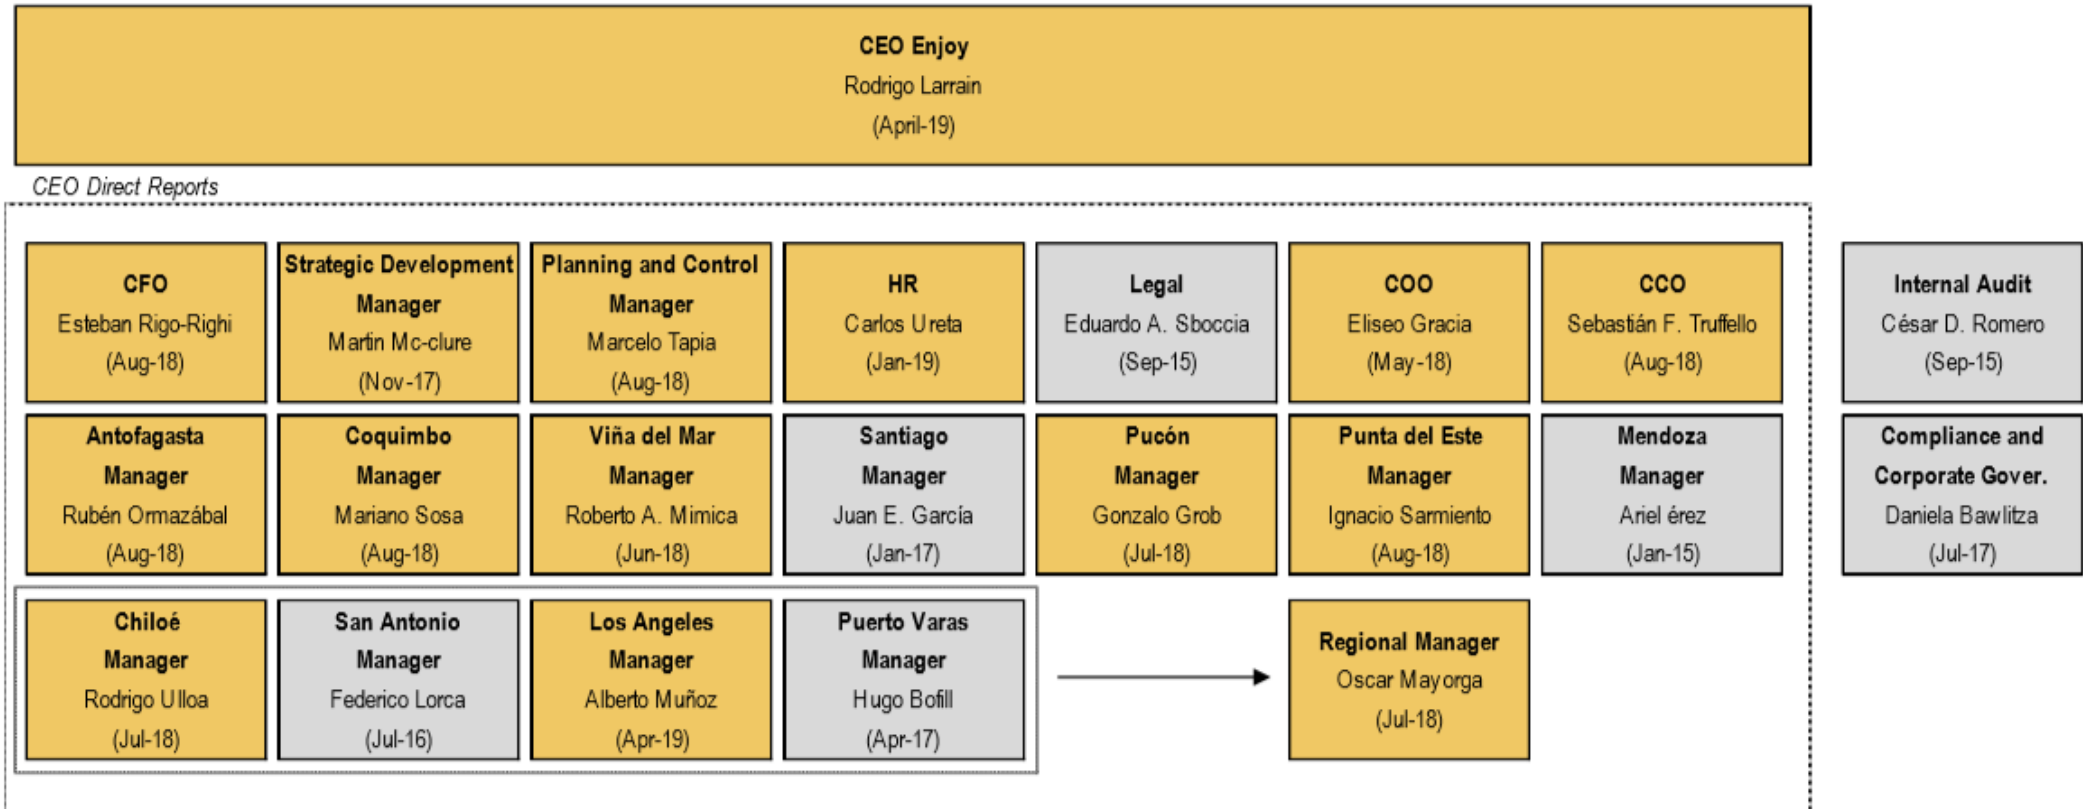 CEO Enjoy
Rodrigo Larrain
(April-19)
CEO Direct Reports
CFO
Esteban Rigo-Righi
(Aug-18)
Strategic Development
Manager
Martin Mc-clure
(Nov-17)
Planning and Control
Manager
Marcelo Tapia
(Aug-18)
HR
Carlos Ureta
(Jan-19)
Legal
Eduardo A. Sboccia
(Sep-15)
COO
Eliseo Gracia
(May-18)
CCO
Sebastián F. Truffello
(Aug-18)
Internal Audit
César D. Romero
(Sep-15)
Antofagasta
Manager
Rubén Ormazábal
(Aug-18)
Coquimbo
Manager
Mariano Sosa
(Aug-18)
Viña del Mar
Manager
Roberto A. Mimica
(Jun-18)
Santiago
Manager
Juan E. García
(Jan-17)
Pucón
Manager
Gonzalo Grob
(Jul-18)
Punta del Este
Manager
Ignacio Sarmiento
(Aug-18)
Mendoza
Manager
Ariel érez
(Jan-15)
Compliance and
Corporate Gover.
Daniela Bawlitza
(Jul-17)
Chiloé
Manager
Rodrigo Ulloa
(Jul-18)
San Antonio
Manager
Federico Lorca
(Jul-16)
Los Angeles
Manager
Alberto Muñoz
(Apr-19)
Puerto Varas
Manager
Hugo Bofill
(Apr-17)
Regional Manager
Oscar Mayorga
(Jul-18)